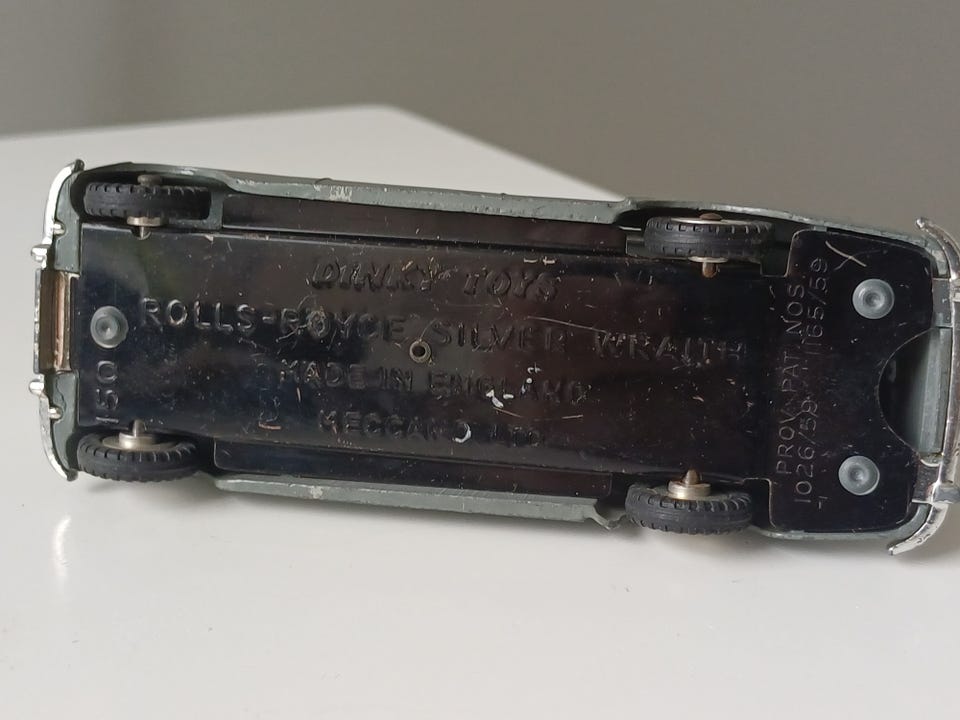 DINKY TOYS
ROLLS-ROYCE SILVER WRAITH
MADE IN ENGLAND
MECCANO LTD
150
PROV. PAT. NOS.
1026/59 1165/59